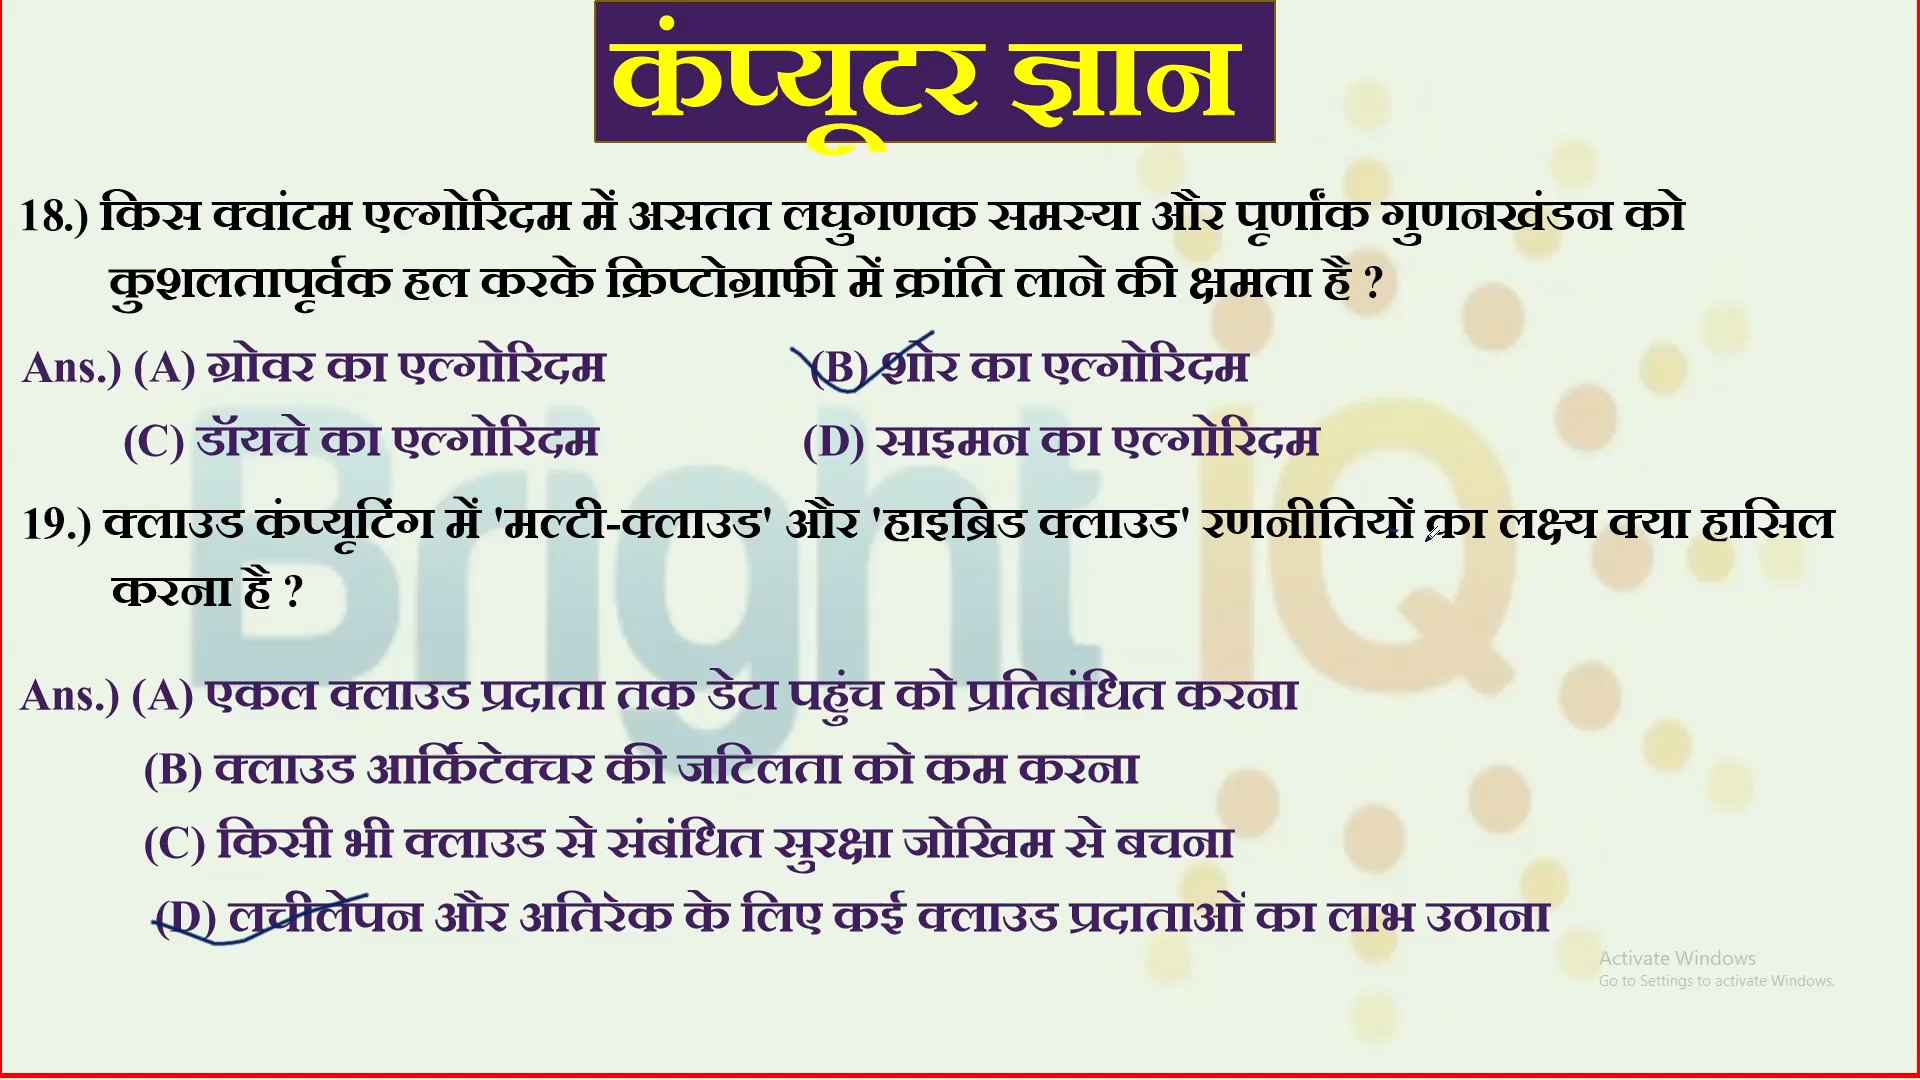 कंप्यूटर ज्ञान
18.) किस क्वांटम एल्गोरिदम में असतत लघुगणक समस्या और पूर्णांक गुणनखंडन को
कुशलतापूर्वक हल करके क्रिप्टोग्राफी में क्रांति लाने की क्षमता है ?
Ans.) (A) ग्रोवर का एल्गोरिदम (B) शोर का एल्गोरिदम
(C) डॉयचे का एल्गोरिदम (D) साइमन का एल्गोरिदम
19.) क्लाउड कंप्यूटिंग में 'मल्टी-क्लाउड' और 'हाइब्रिड क्लाउड' रणनीतियों का लक्ष्य क्या हासिल
करना है ?
Ans.) (A) एकल क्लाउड प्रदाता तक डेटा पहुंच को प्रतिबंधित करना
(B) क्लाउड आर्किटेक्चर की जटिलता को कम करना
(C) किसी भी क्लाउड से संबंधित सुरक्षा जोखिम से बचना
(D) लचीलेपन और अतिरेक के लिए कई क्लाउड प्रदाताओं का लाभ उठाना
Bright IQ
Activate Windows
Go to Settings to activate Windows.